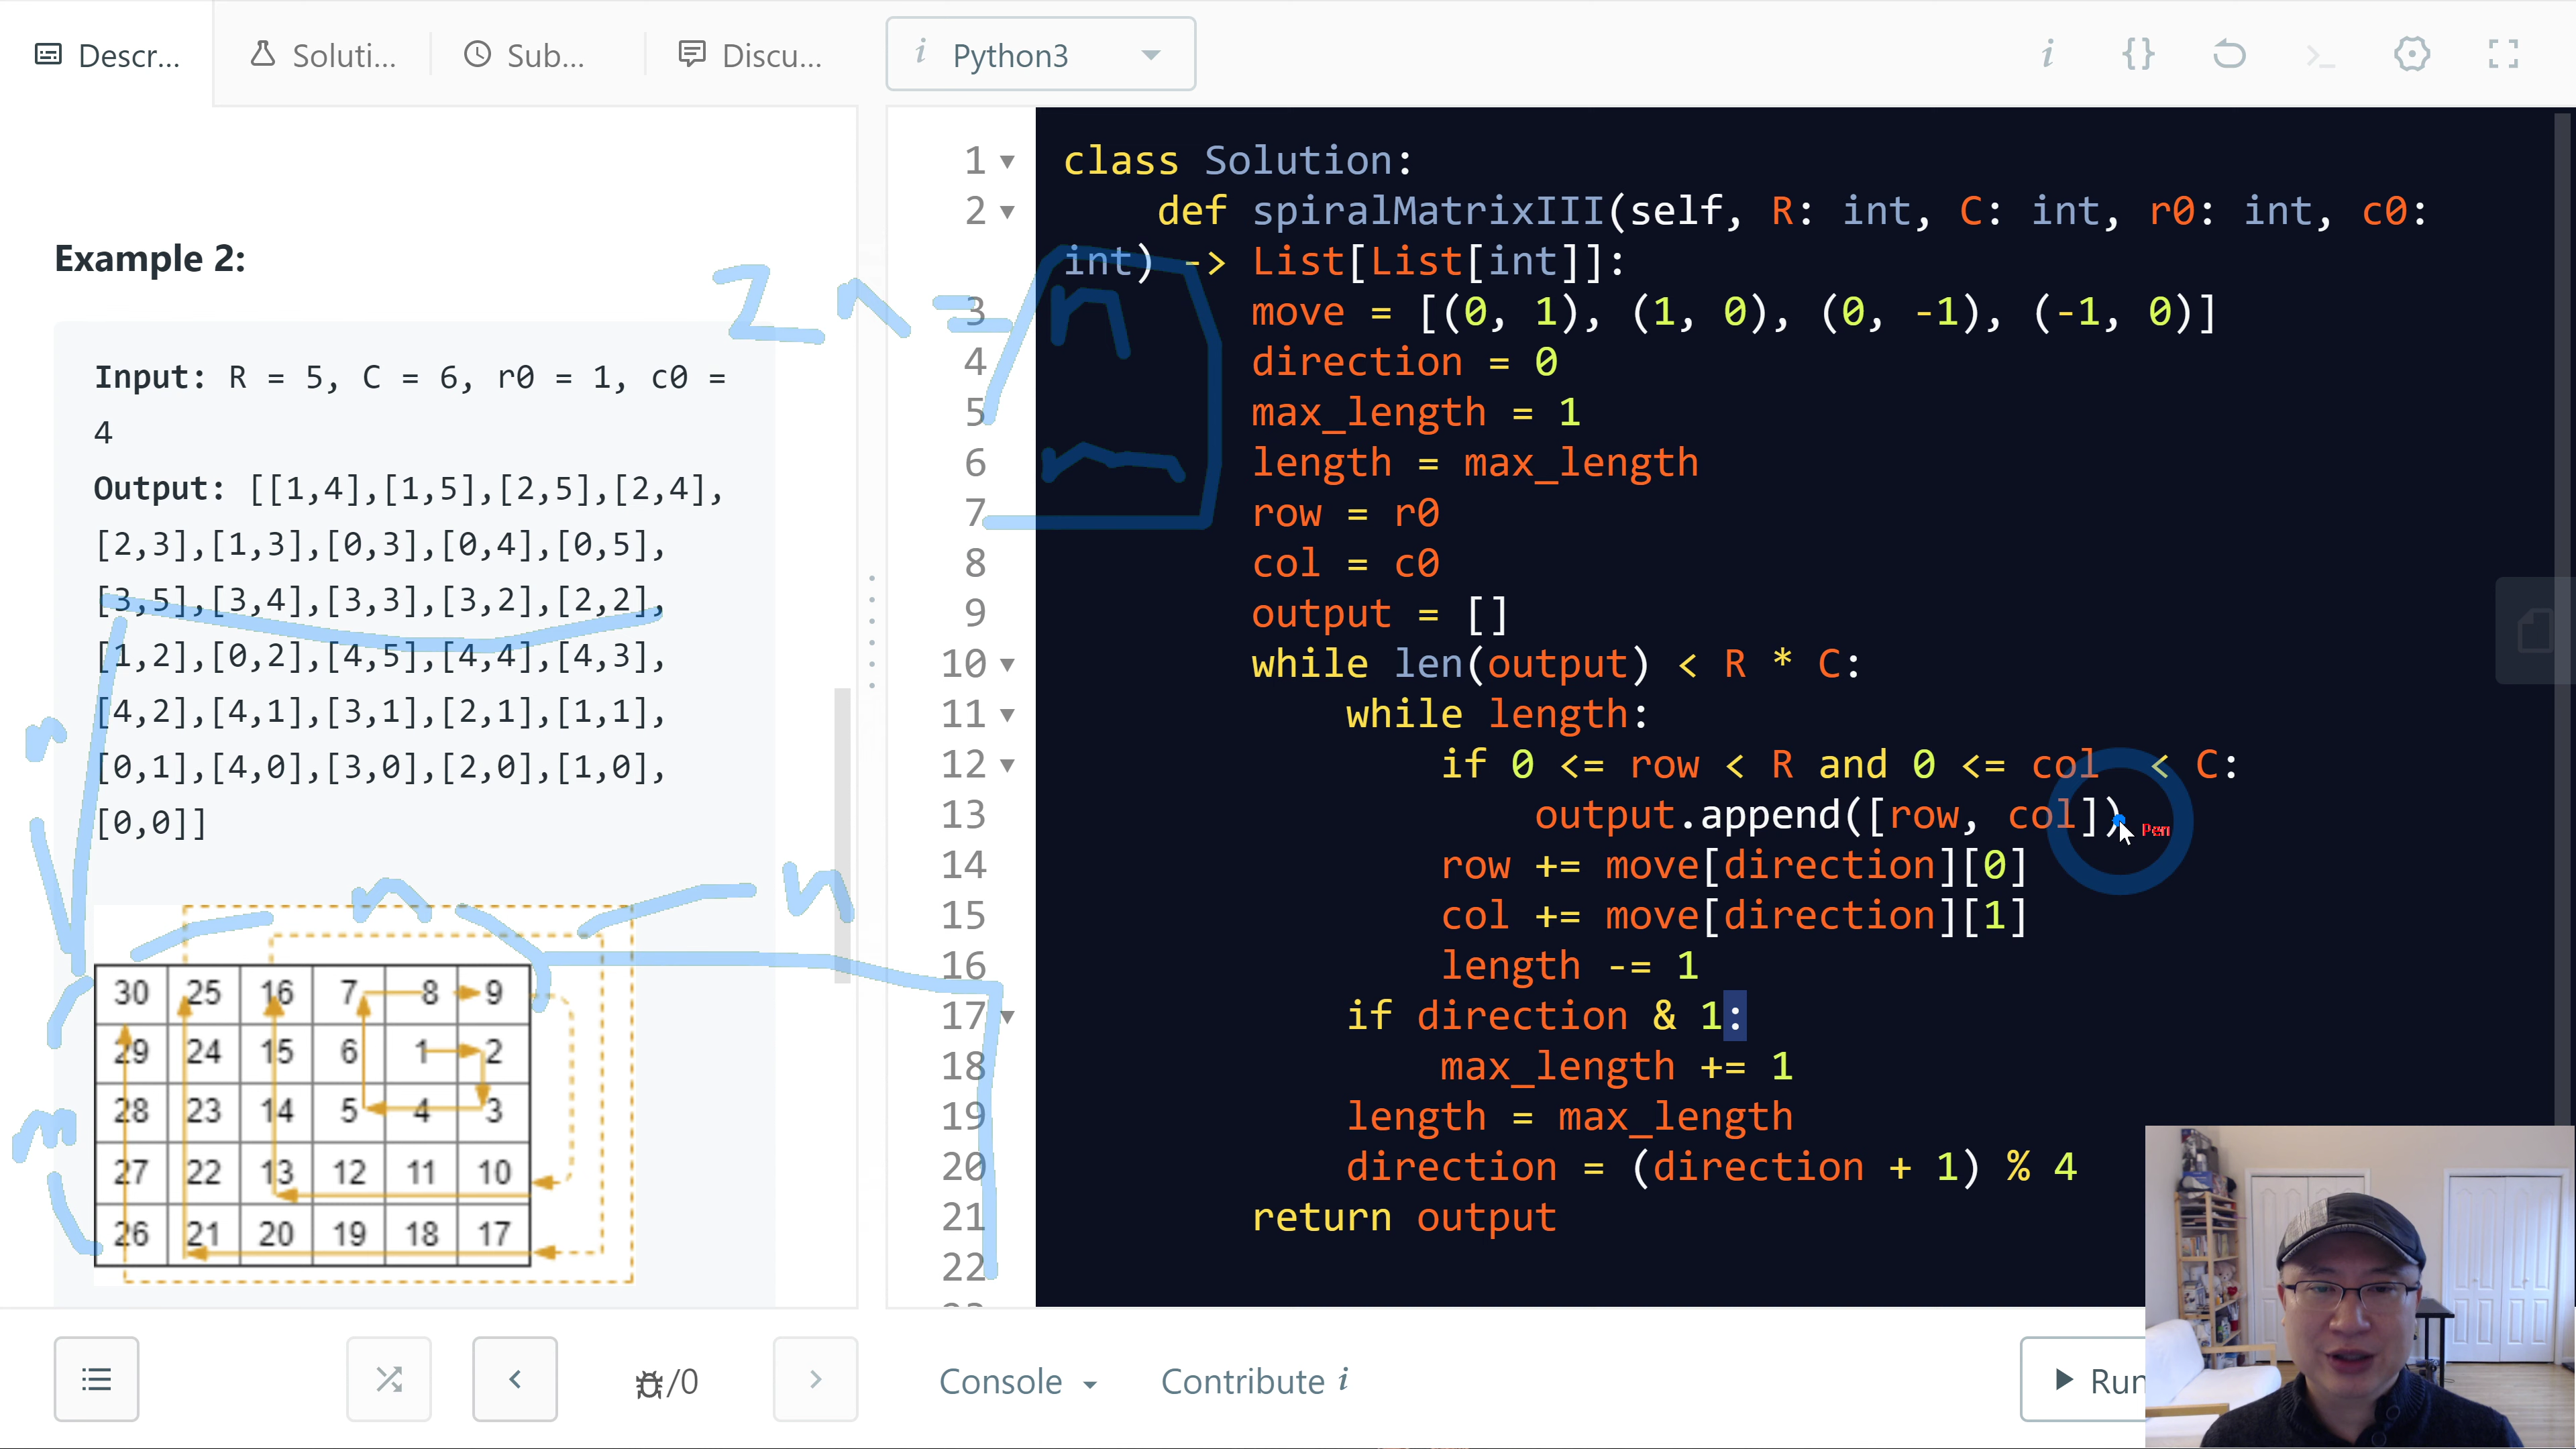 Descr...
Soluti...
Sub...
Discu...
i Python3
i {}
Example 2:
Input: R = 5, C = 6, r0 = 1, c0 =
4
Output: [[1,4],[1,5],[2,5],[2,4],
[2,3],[1,3],[0,3],[0,4],[0,5],
[3,5],[3,4],[3,3],[3,2],[2,2],
[1,2],[0,2],[4,5],[4,4],[4,3],
[4,2],[4,1],[3,1],[2,1],[1,1],
[0,1],[4,0],[3,0],[2,0],[1,0],
[0,0]]
30 25 16 7 8 9
29 24 15 6 1 2
28 23 14 5 4 3
27 22 13 12 11 10
26 21 20 19 18 17
1 class Solution:
2 def spiralMatrixIII(self, R: int, C: int, r0: int, c0:
int) -> List[List[int]]:
3 move = [(0, 1), (1, 0), (0, -1), (-1, 0)]
4 direction = 0
5 max_length = 1
6 length = max_length
7 row = r0
8 col = c0
9 output = []
10 while len(output) < R * C:
11 while length:
12 if 0 <= row < R and 0 <= col < C:
13 output.append([row, col])
14 row += move[direction][0]
15 col += move[direction][1]
16 length -= 1
17 if direction & 1:
18 max_length += 1
19 length = max_length
20 direction = (direction + 1) % 4
21 return output
22
Pen
2n =
n
n
n
r
m
/0
Console
Contribute i
Run